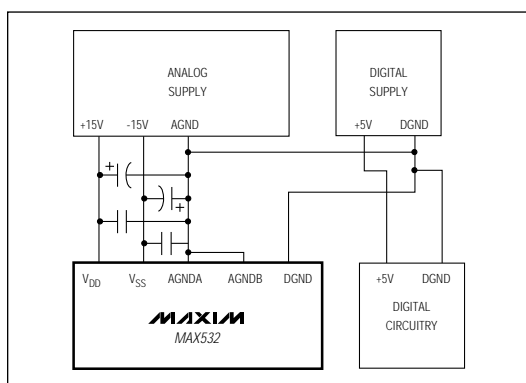 ANALOG
SUPPLY
+15V -15V AGND
DIGITAL
SUPPLY
+5V DGND
+
+
VDD VSS AGNDA AGNDB DGND
MAXIM
MAX532
+5V DGND
DIGITAL
CIRCUITRY